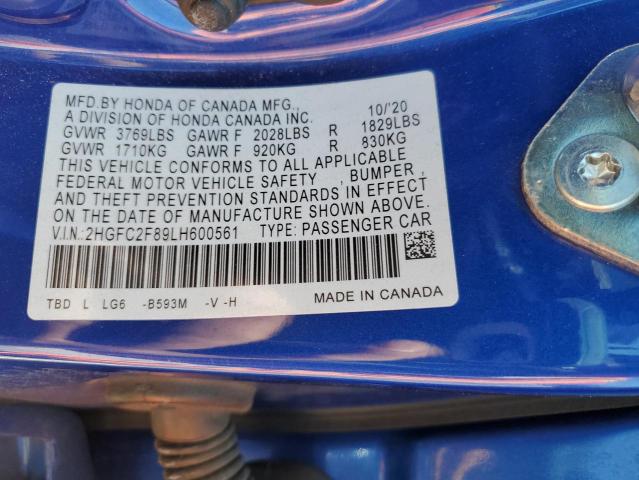 MFD.BY HONDA OF CANADA MFG., 10/'20
A DIVISION OF HONDA CANADA INC.
GVWR 3769LBS GAWR F 2028LBS R 1829LBS
GVWR 1710KG GAWR F 920KG R 830KG
THIS VEHICLE CONFORMS TO ALL APPLICABLE
FEDERAL MOTOR VEHICLE SAFETY , BUMPER ,
AND THEFT PREVENTION STANDARDS IN EFFECT
ON THE DATE OF MANUFACTURE SHOWN ABOVE.
V.I.N.:2HGFC2F89LH600561 TYPE: PASSENGER CAR
TBD L LG6 -B593M -V -H MADE IN CANADA